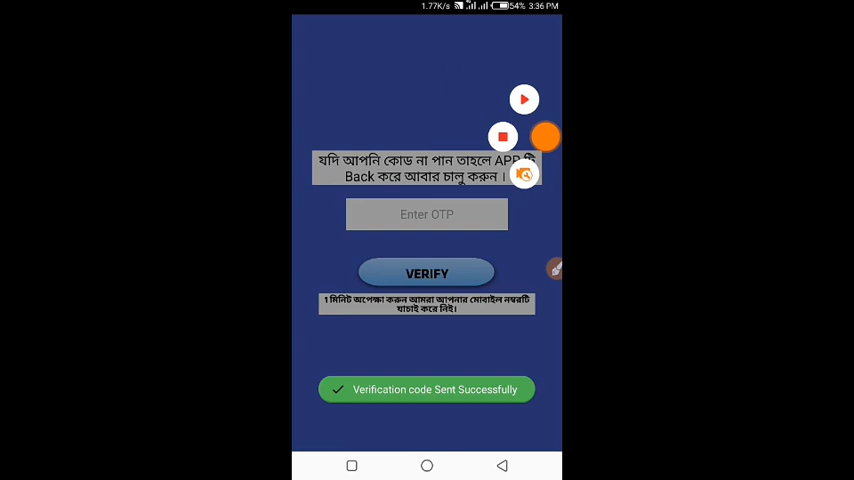 1.77K/s 54% 3:36 PM
যদি আপনি কোড না পান তাহলে APP টি
Back করে আবার চালু করুন ।
Enter OTP
VERIFY
1 মিনিট অপেক্ষা করুন আমরা আপনার মোবাইল নম্বরটি
যাচাই করে নিই।
Verification code Sent Successfully